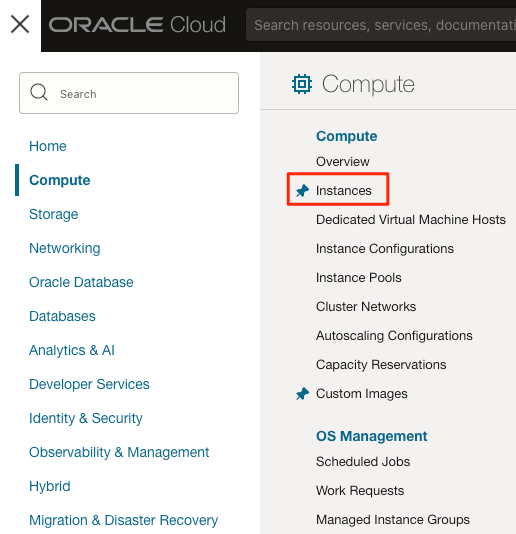 ORACLE Cloud
Search resources, services, documentati
Search
Home
Compute
Storage
Networking
Oracle Database
Databases
Analytics & AI
Developer Services
Identity & Security
Observability & Management
Hybrid
Migration & Disaster Recovery
Compute
Compute
Overview
Instances
Dedicated Virtual Machine Hosts
Instance Configurations
Instance Pools
Cluster Networks
Autoscaling Configurations
Capacity Reservations
Custom Images
OS Management
Scheduled Jobs
Work Requests
Managed Instance Groups